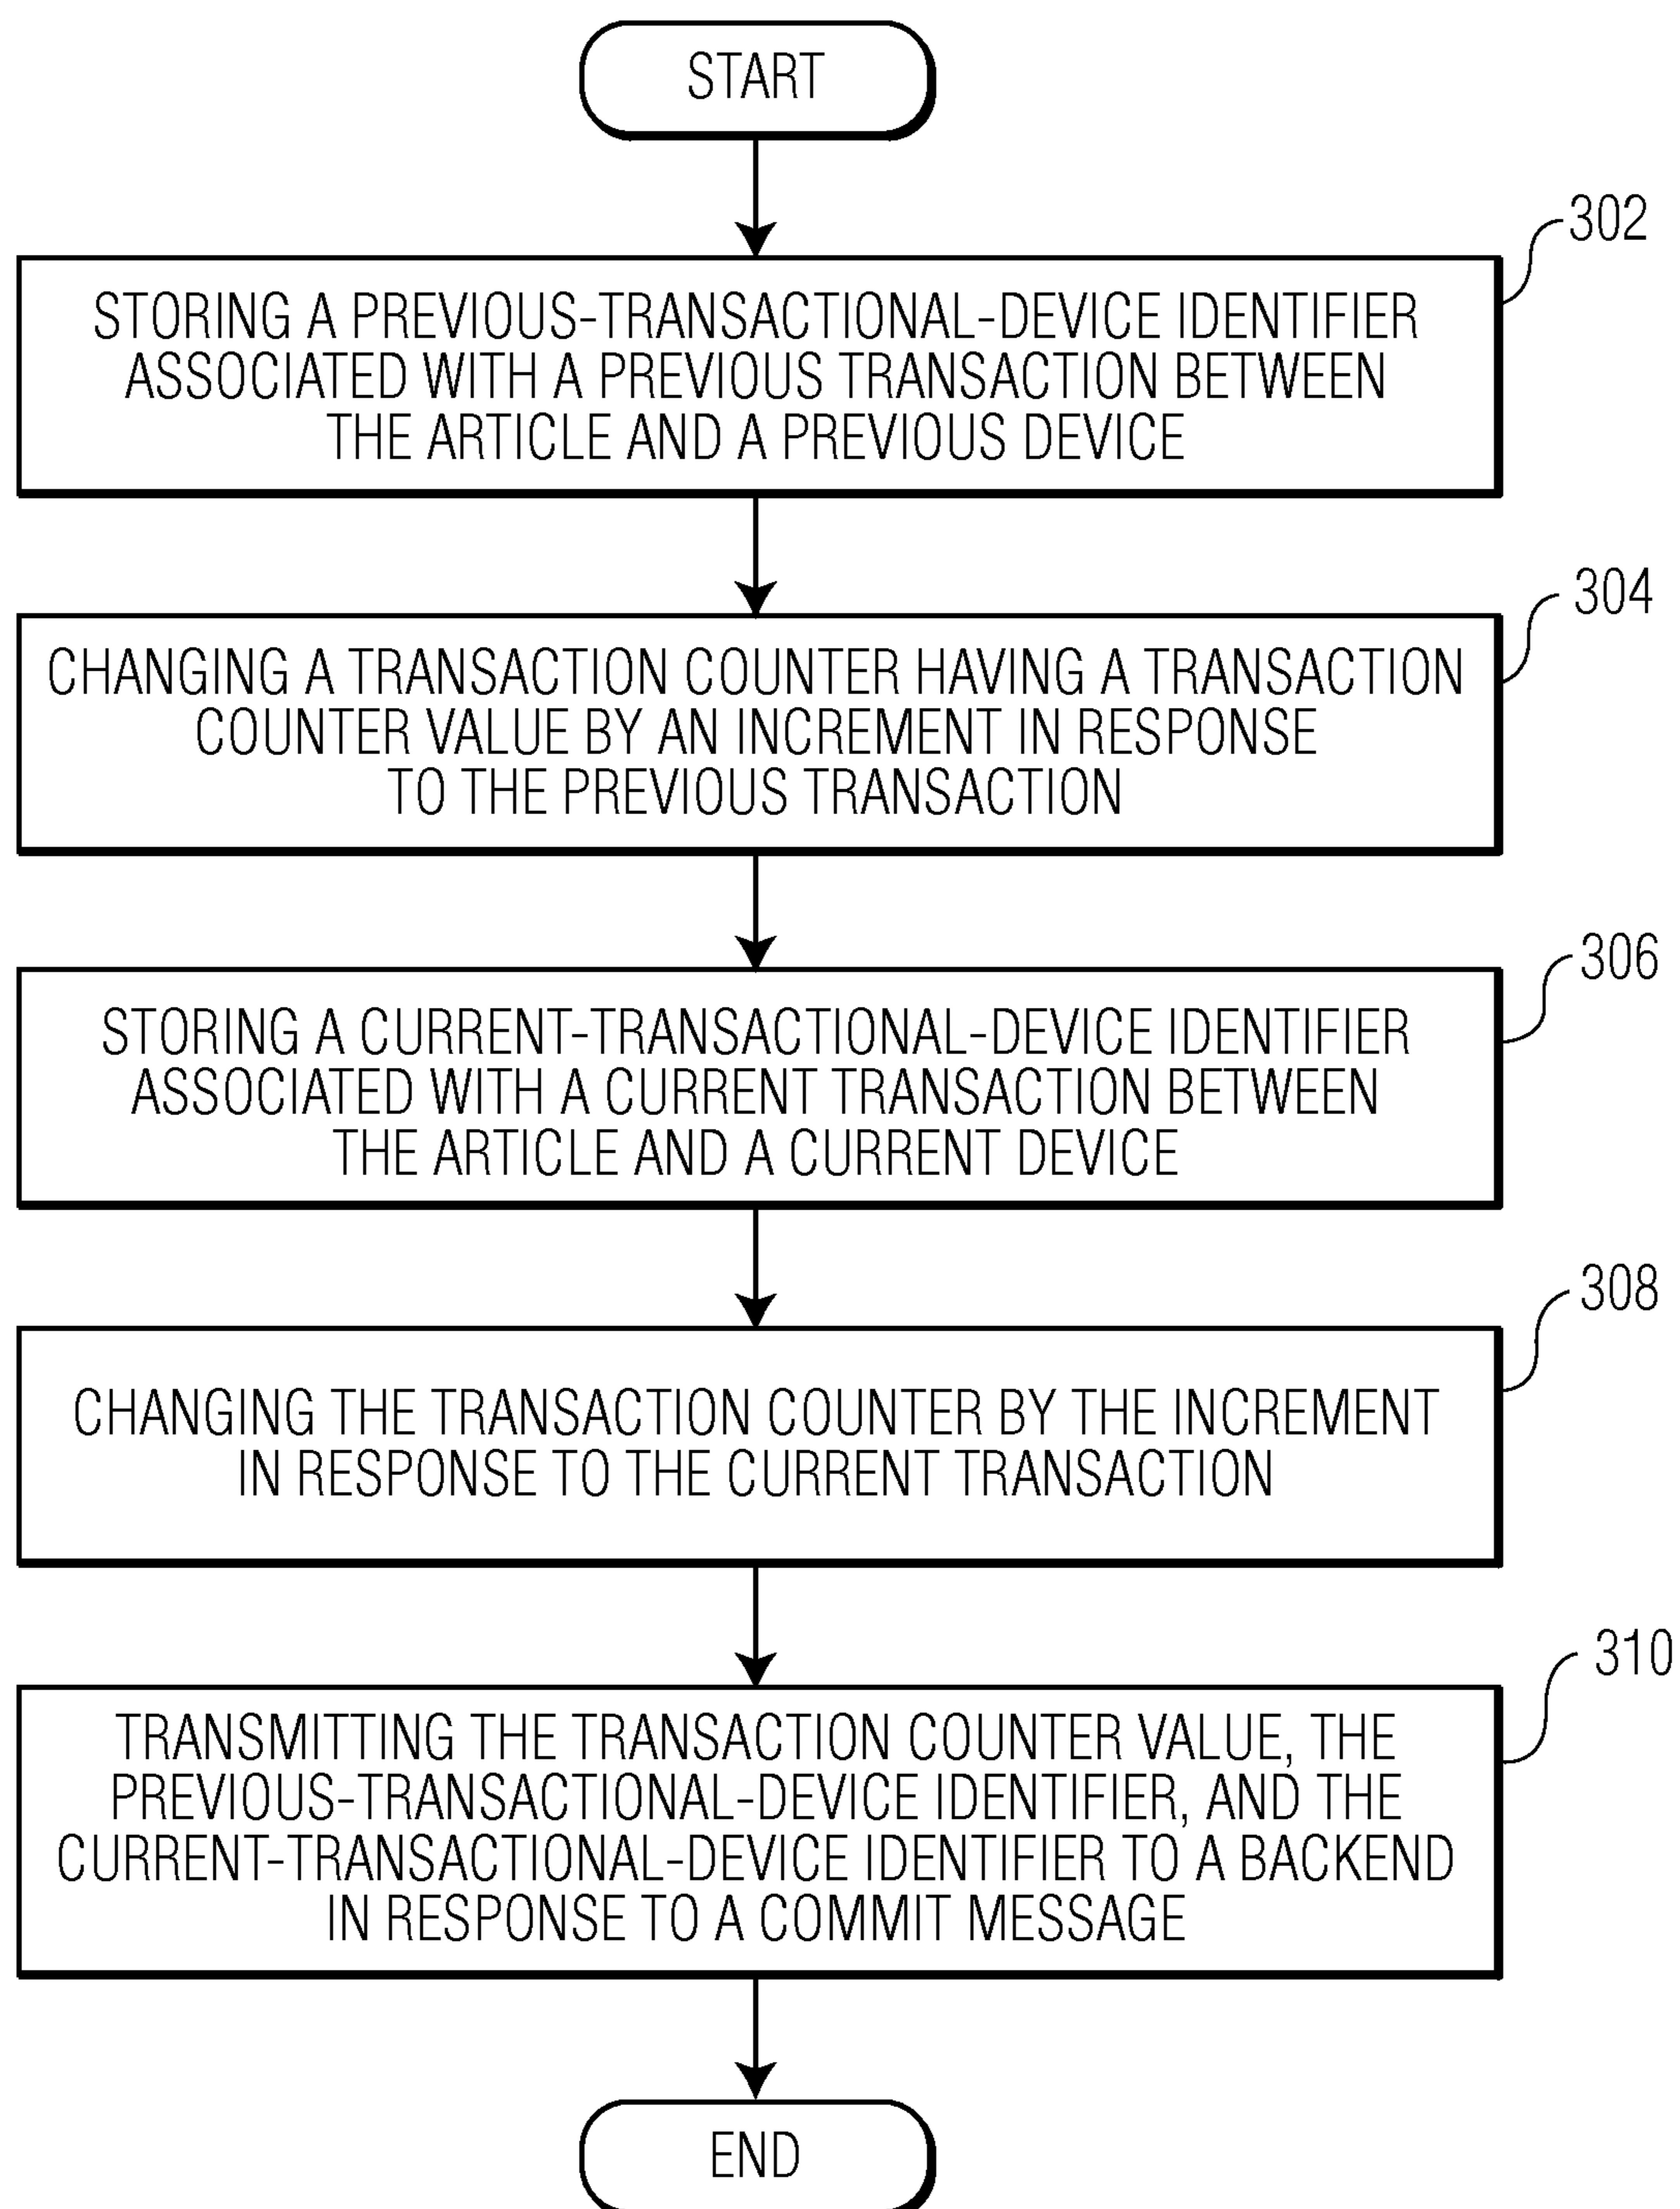 START
302
STORING A PREVIOUS-TRANSACTIONAL-DEVICE IDENTIFIER
ASSOCIATED WITH A PREVIOUS TRANSACTION BETWEEN
THE ARTICLE AND A PREVIOUS DEVICE
304
CHANGING A TRANSACTION COUNTER HAVING A TRANSACTION
COUNTER VALUE BY AN INCREMENT IN RESPONSE
TO THE PREVIOUS TRANSACTION
306
STORING A CURRENT-TRANSACTIONAL-DEVICE IDENTIFIER
ASSOCIATED WITH A CURRENT TRANSACTION BETWEEN
THE ARTICLE AND A CURRENT DEVICE
308
CHANGING THE TRANSACTION COUNTER BY THE INCREMENT
IN RESPONSE TO THE CURRENT TRANSACTION
310
TRANSMITTING THE TRANSACTION COUNTER VALUE, THE
PREVIOUS-TRANSACTIONAL-DEVICE IDENTIFIER, AND THE
CURRENT-TRANSACTIONAL-DEVICE IDENTIFIER TO A BACKEND
IN RESPONSE TO A COMMIT MESSAGE
END